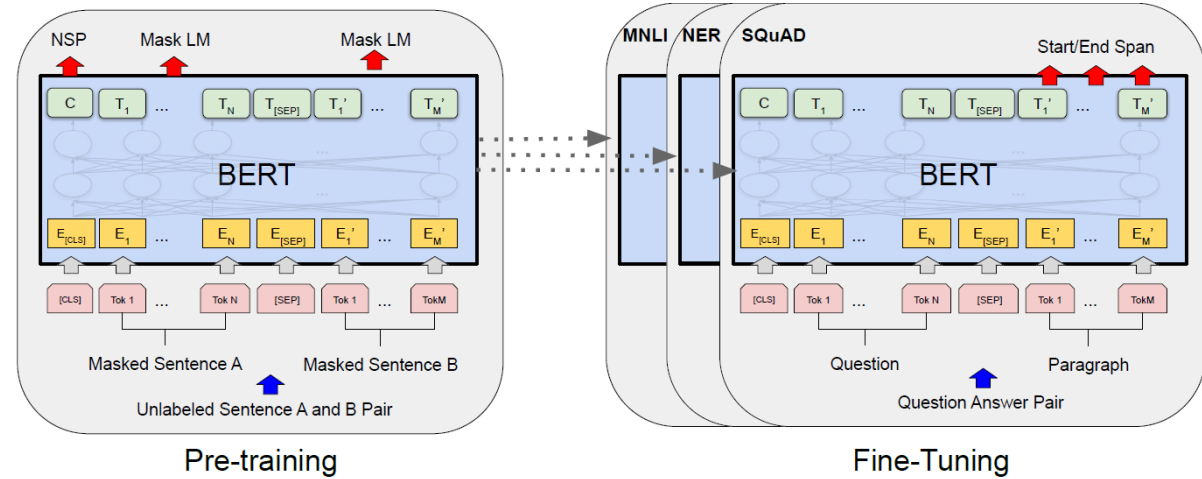 NSP Mask LM Mask LM
C T1 ... TN T[SEP] T1' ... TM'
...
BERT
...
E[CLS] E1 ... EN E[SEP] E1' ... EM'
[CLS] Tok 1 ... Tok N [SEP] Tok 1 ... TokM
Masked Sentence A Masked Sentence B
Unlabeled Sentence A and B Pair
Pre-training
MNLI NER SQuAD
Start/End Span
C T1 ... TN T[SEP] T1' ... TM'
...
BERT
...
E[CLS] E1 ... EN E[SEP] E1' ... EM'
[CLS] Tok 1 ... Tok N [SEP] Tok 1 ... TokM
Question Paragraph
Question Answer Pair
Fine-Tuning